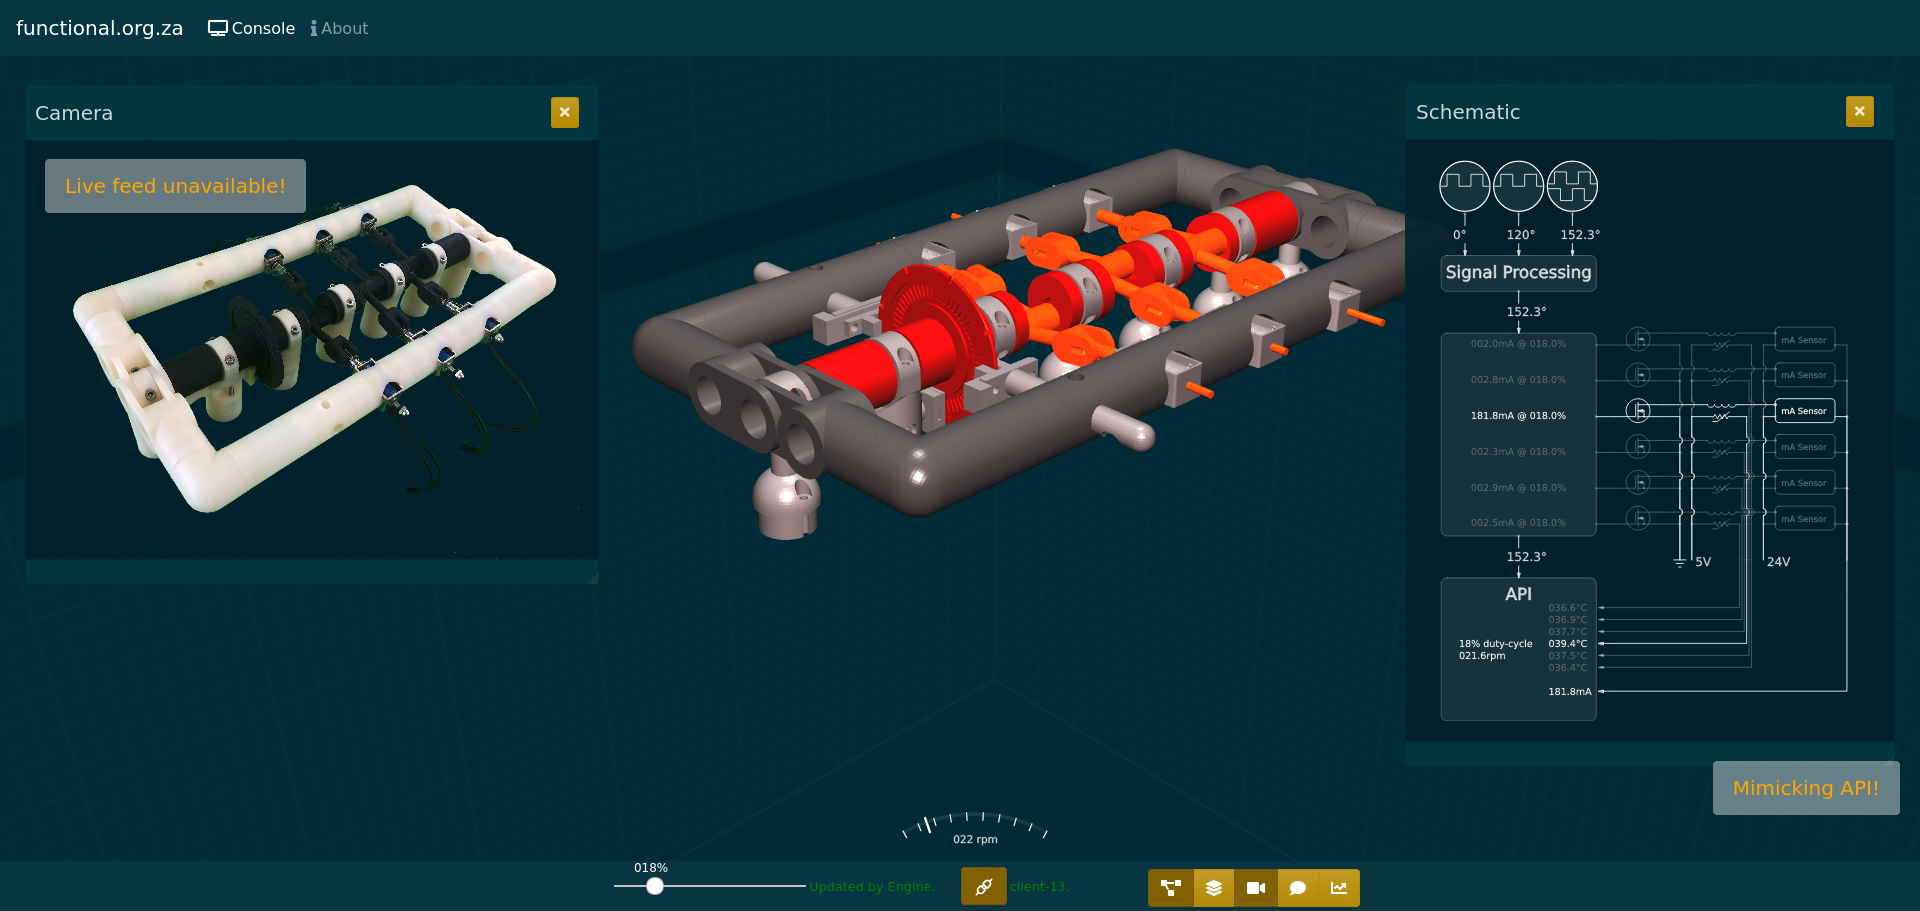 functional.org.za
Console
About
Camera
Live feed unavailable!
Schematic
0°
120°
152.3°
Signal Processing
152.3°
002.0mA @ 018.0%
mA Sensor
002.8mA @ 018.0%
mA Sensor
181.8mA @ 018.0%
mA Sensor
002.3mA @ 018.0%
mA Sensor
002.9mA @ 018.0%
mA Sensor
002.5mA @ 018.0%
mA Sensor
152.3°
5V
24V
API
036.6°C
036.9°C
037.7°C
18% duty-cycle
039.4°C
021.6rpm
037.5°C
036.4°C
181.8mA
Mimicking API!
022 rpm
018%
Updated by Engine.
client-13.